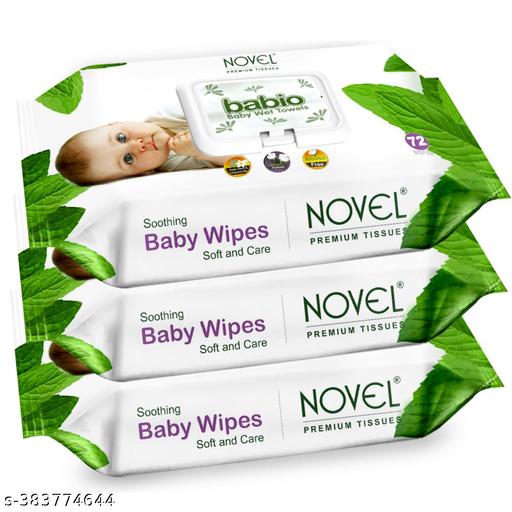 NOVEL
PREMIUM TISSUES
babio
Baby Wet Towels
72
Free
Soothing
Baby Wipes
Soft and Care
NOVEL®
PREMIUM TISSUES
Soothing
Baby Wipes
Soft and Care
NOVEL®
PREMIUM TISSUES
Soothing
Baby Wipes
Soft and Care
NOVEL®
PREMIUM TISSUES
s-383774644